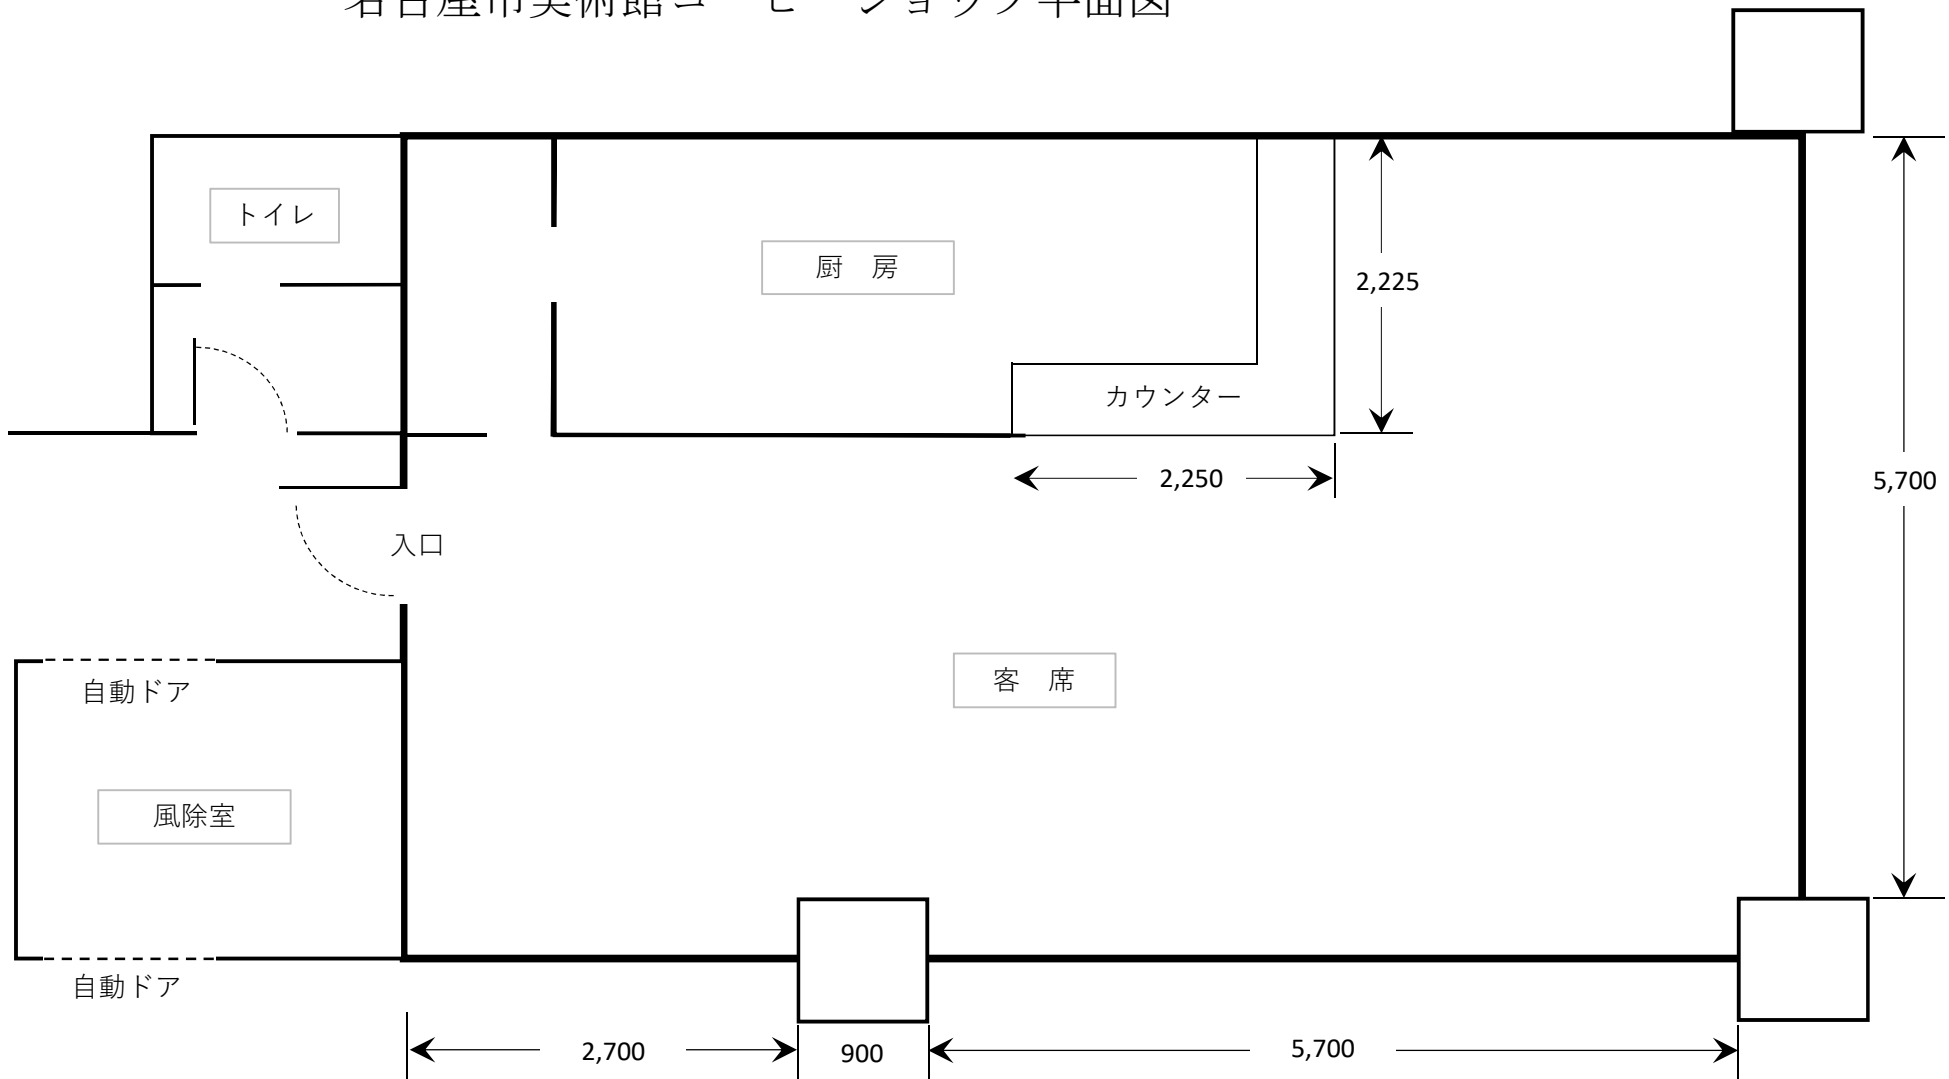 名古屋市美術館コーヒーショップ平面図
トイレ
厨　房
2,225
カウンター
2,250
5,700
入口
客　席
自動ドア
風除室
自動ドア
2,700
900
5,700